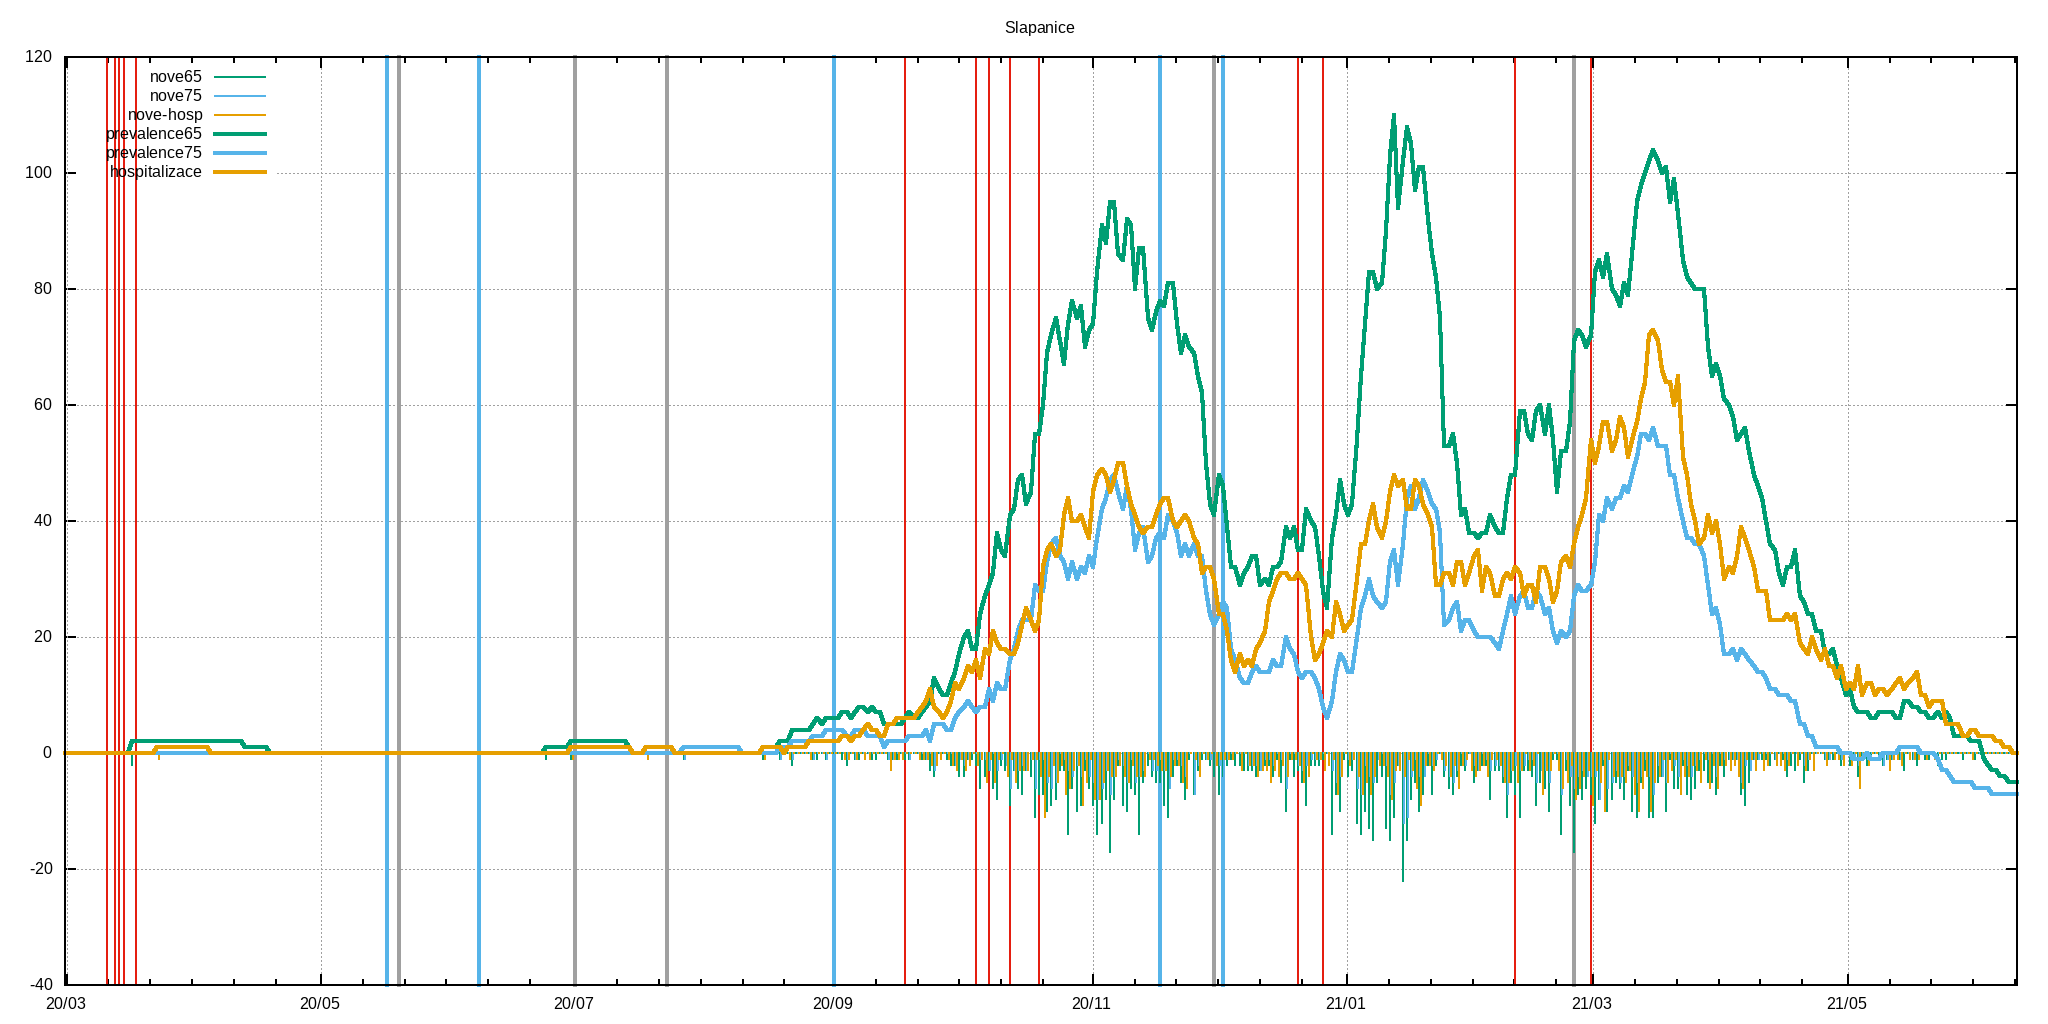 Slapanice
120
100
80
60
40
20
0
-20
-40
nove65
nove75
nove-hosp
prevalence65
prevalence75
hospitalizace
20/03 20/05 20/07 20/09 20/11 21/01 21/03 21/05